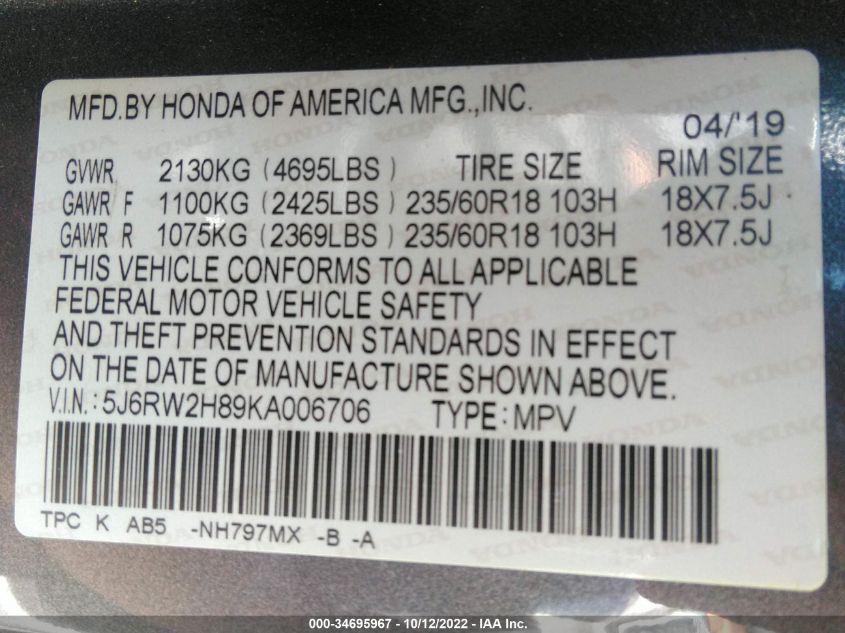 MFD.BY HONDA OF AMERICA MFG.,INC.
04/'19
GVWR 2130KG (4695LBS) TIRE SIZE RIM SIZE
GAWR F 1100KG (2425LBS) 235/60R18 103H 18X7.5J
GAWR R 1075KG (2369LBS) 235/60R18 103H 18X7.5J
THIS VEHICLE CONFORMS TO ALL APPLICABLE
FEDERAL MOTOR VEHICLE SAFETY
AND THEFT PREVENTION STANDARDS IN EFFECT
ON THE DATE OF MANUFACTURE SHOWN ABOVE.
V.I.N.: 5J6RW2H89KA006706 TYPE: MPV
TPC K AB5 -NH797MX -B -A
000-34695967 - 10/12/2022 - IAA Inc.